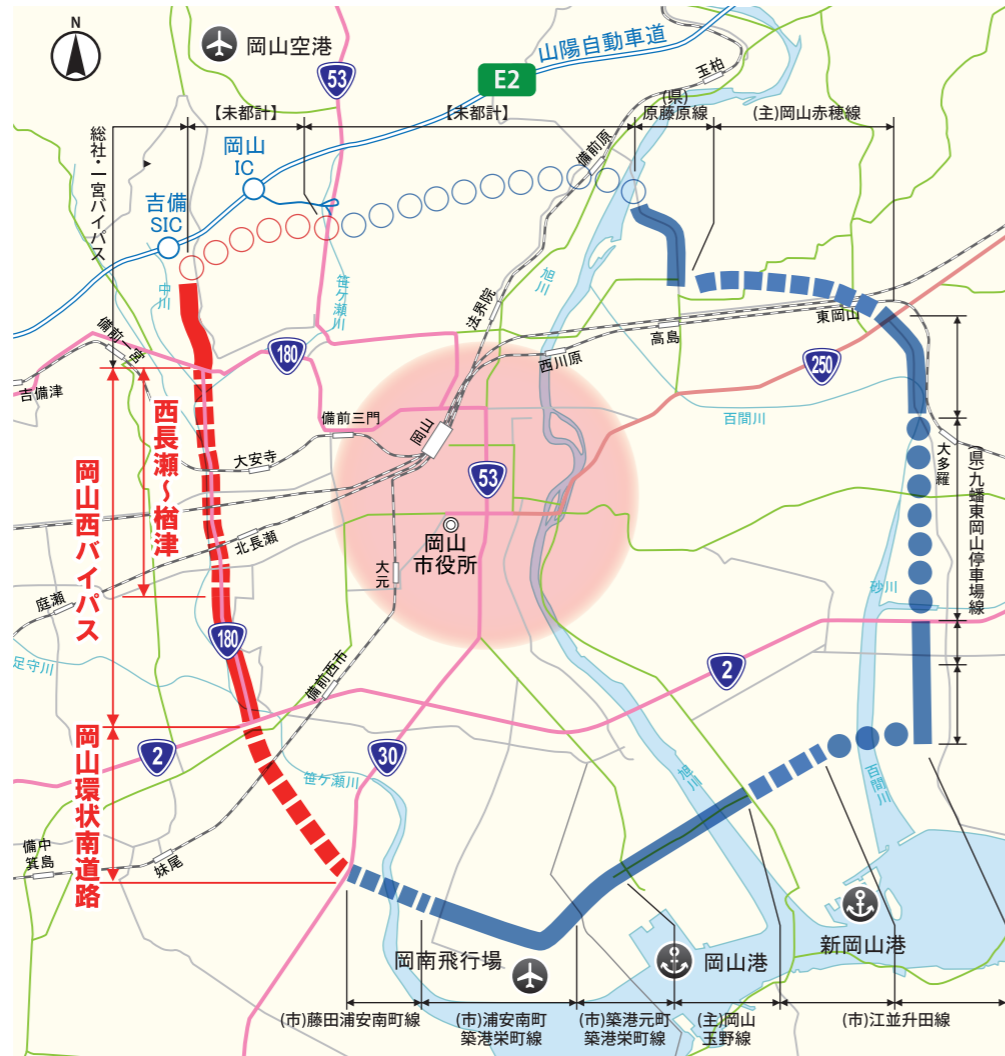 N
岡山空港
53
山陽自動車道
E2
玉柏
【未都計】
【未都計】
(県)
原藤原線
(主)岡山赤穂線
総社・一宮バイパス
岡山
IC
吉備
SIC
備前原
中川
笹ケ瀬川
旭川
法界院
東岡山
高島
西川原
備前一宮
180
250
吉備津
百間川
備前三門
岡山
大安寺
西長瀬～楢津
53
大多羅
(県)九蟠東岡山停車場線
岡山西バイパス
岡山
市役所
北長瀬
大元
庭瀬
砂川
180
足守川
備前西市
2
2
30
岡山環状南道路
笹ケ瀬川
旭川
百間川
備中
箕島
妹尾
新岡山港
岡南飛行場
岡山港
(市)藤田浦安南町線
(市)浦安南町
築港栄町線
(市)築港元町
築港栄町線
(主)岡山
玉野線
(市)江並升田線